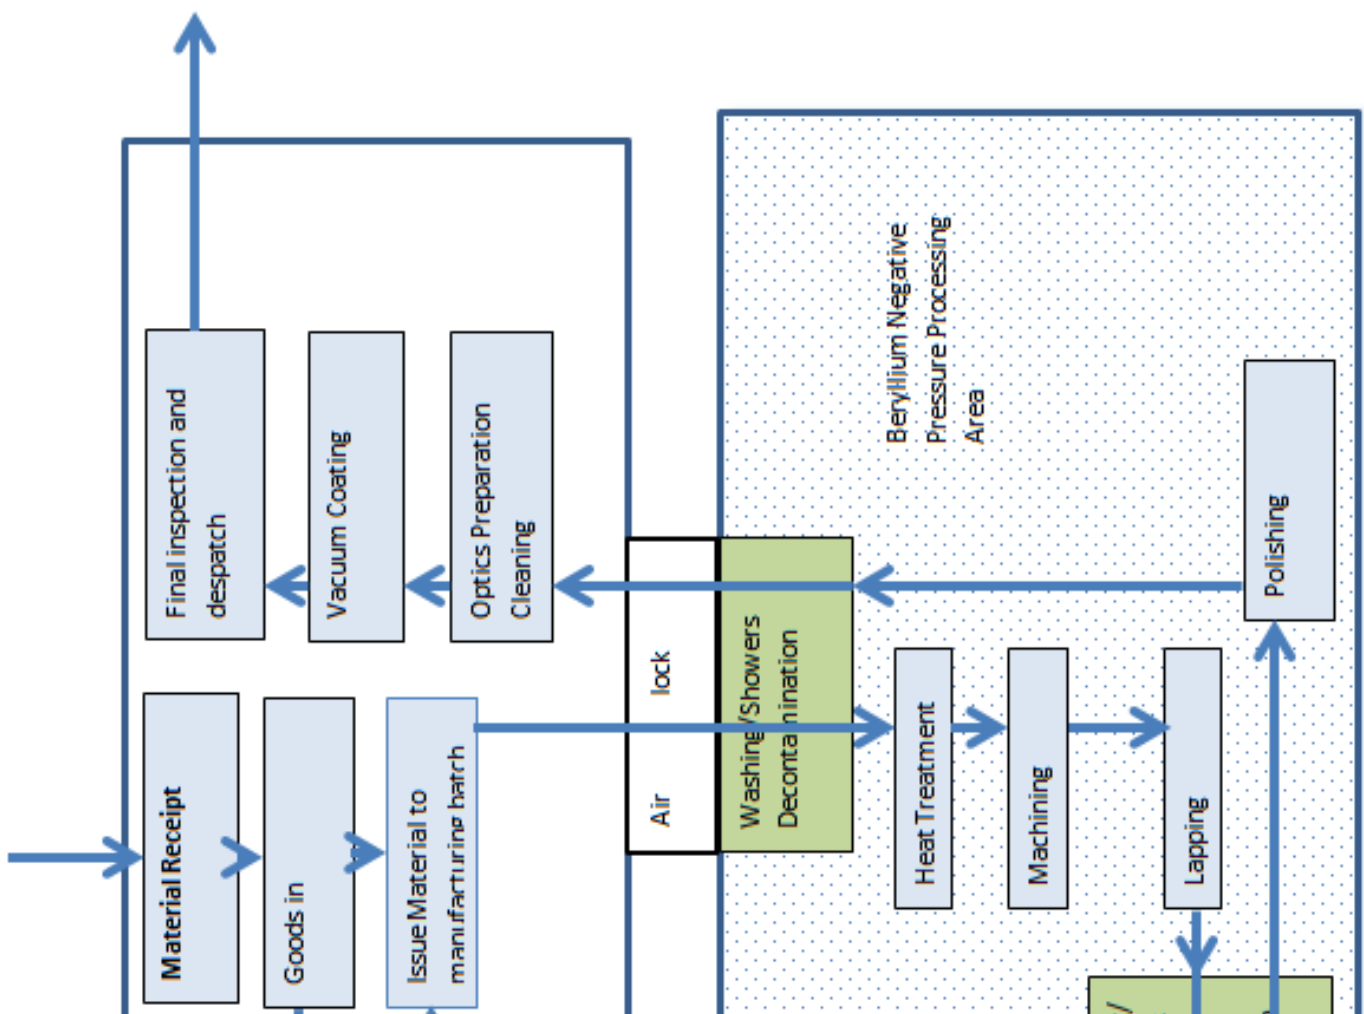 Final inspection and
despatch
Vacuum Coating
Optics Preparation
Cleaning
Material Receipt
Goods in
Issue Material to
manufacturing batch
Air lock
Washing/Showers
Decontamination
Beryllium Negative
Pressure Processing
Area
Heat Treatment
Machining
Lapping
Polishing